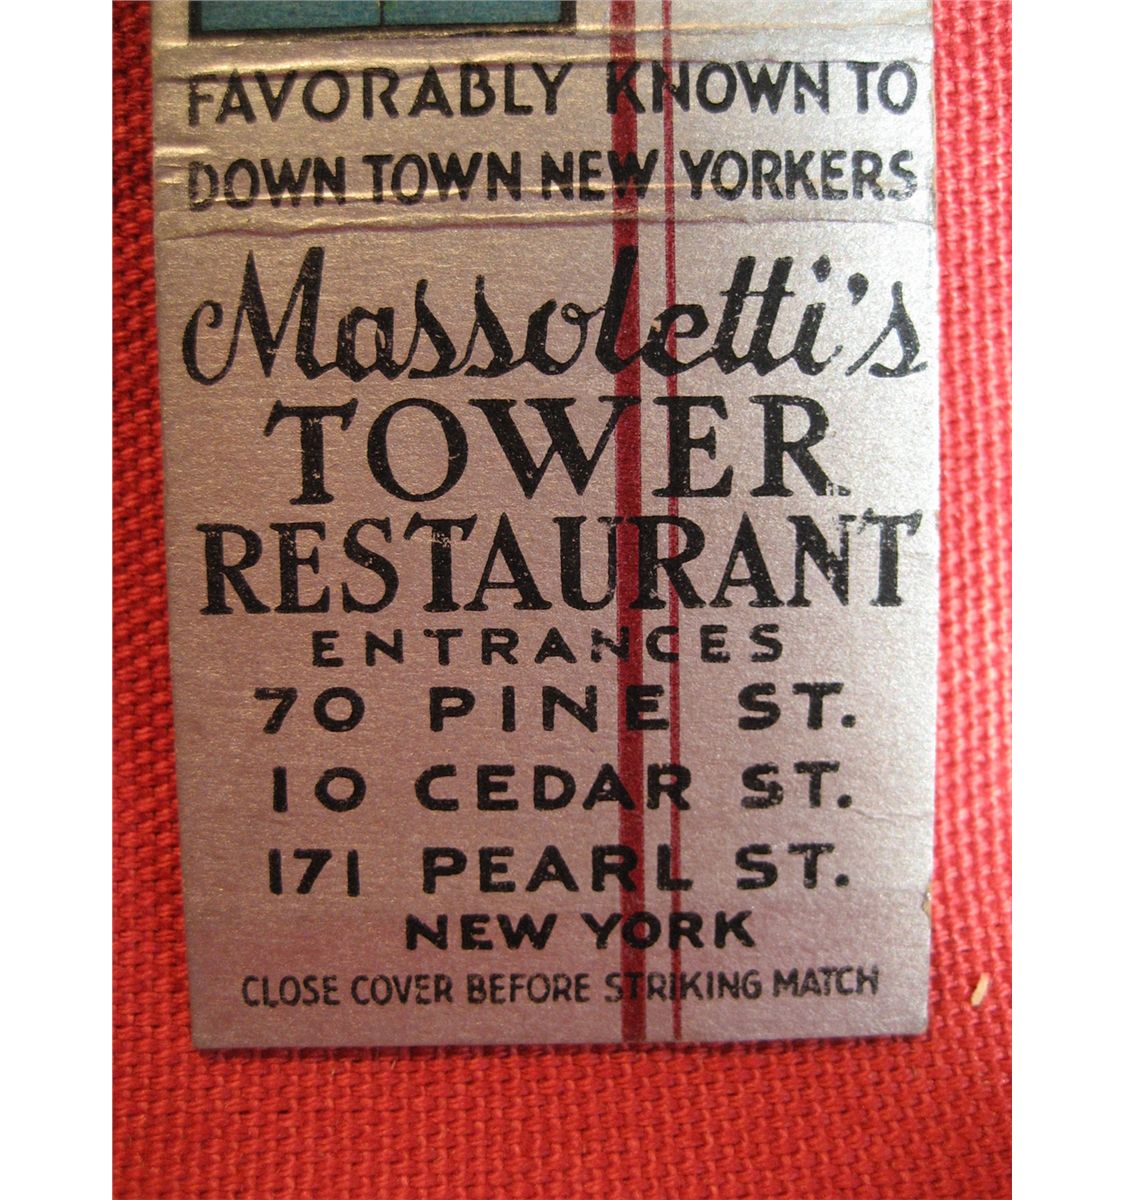 FAVORABLY KNOWN TO
DOWN TOWN NEW YORKERS
Massoletti's
TOWER
RESTAURANT
ENTRANCES
70 PINE ST.
10 CEDAR ST.
171 PEARL ST.
NEW YORK
CLOSE COVER BEFORE STRIKING MATCH